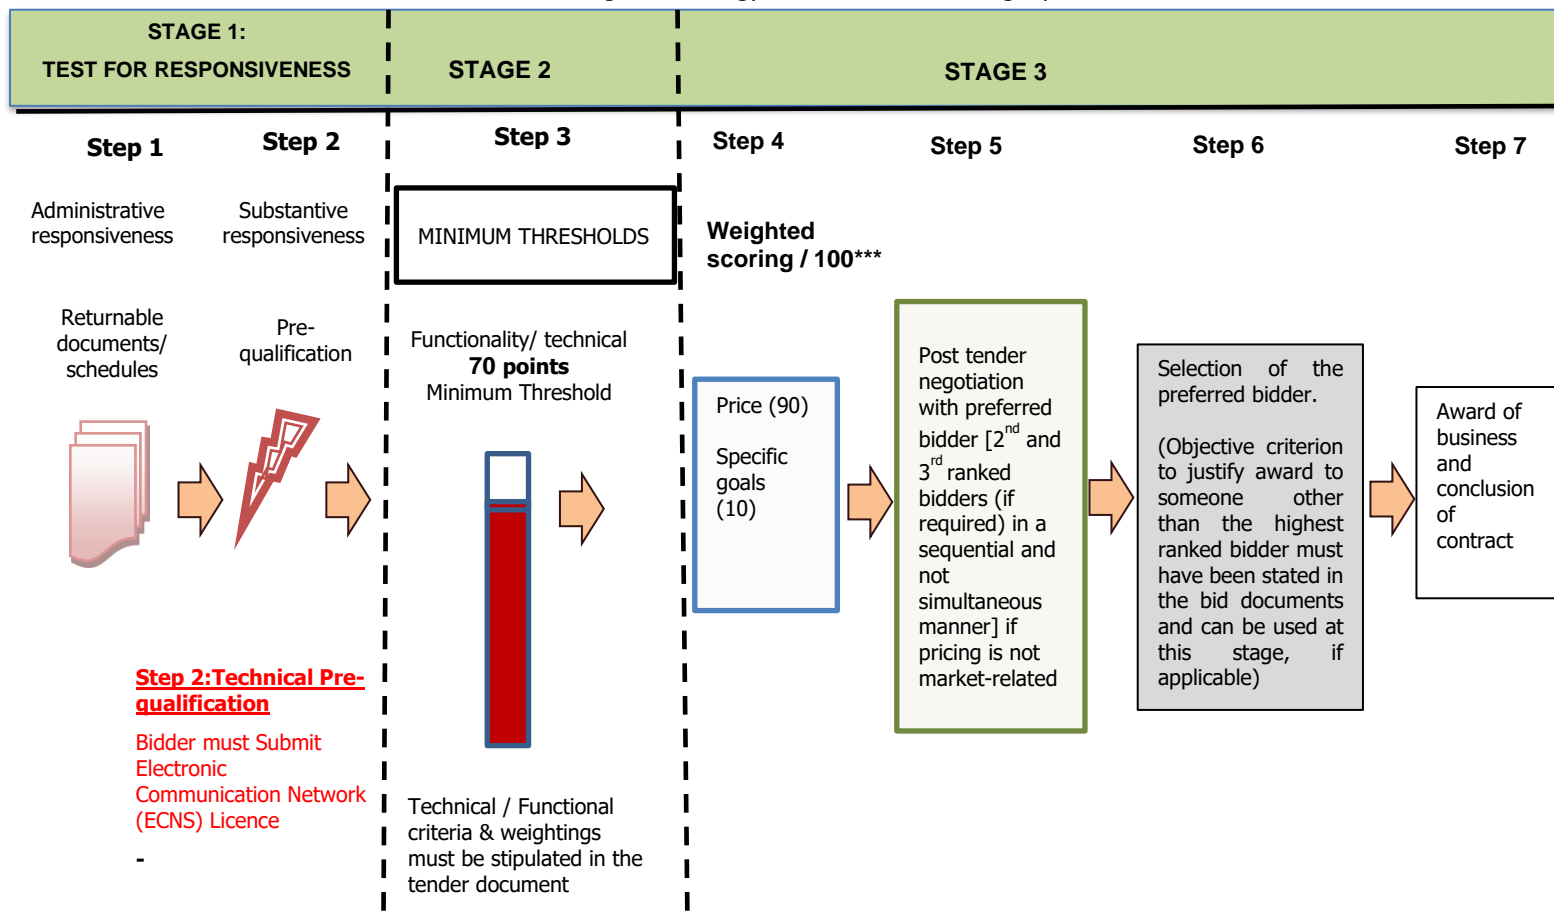 STAGE 1:
TEST FOR RESPONSIVENESS
STAGE 2
STAGE 3
Step 1
Step 2
Step 3
Step 4
Step 5
Step 6
Step 7
Administrative
responsiveness
Substantive
responsiveness
MINIMUM THRESHOLDS
Weighted
scoring / 100***
Returnable
documents/
schedules
Pre-
qualification
Functionality/ technical
70 points
Minimum Threshold
Price (90)
Specific
goals
(10)
Post tender
negotiation
with preferred
bidder [2nd and
3rd ranked
bidders (if
required) in a
sequential and
not
simultaneous
manner] if
pricing is not
market-related
Selection of the
preferred bidder.
(Objective criterion
to justify award to
someone other
than the highest
ranked bidder must
have been stated in
the bid documents
and can be used at
this stage, if
applicable)
Award of
business
and
conclusion
of
contract
Step 2:Technical Pre-
qualification
Bidder must Submit
Electronic
Communication Network
(ECNS) Licence
-
Technical / Functional
criteria & weightings
must be stipulated in the
tender document